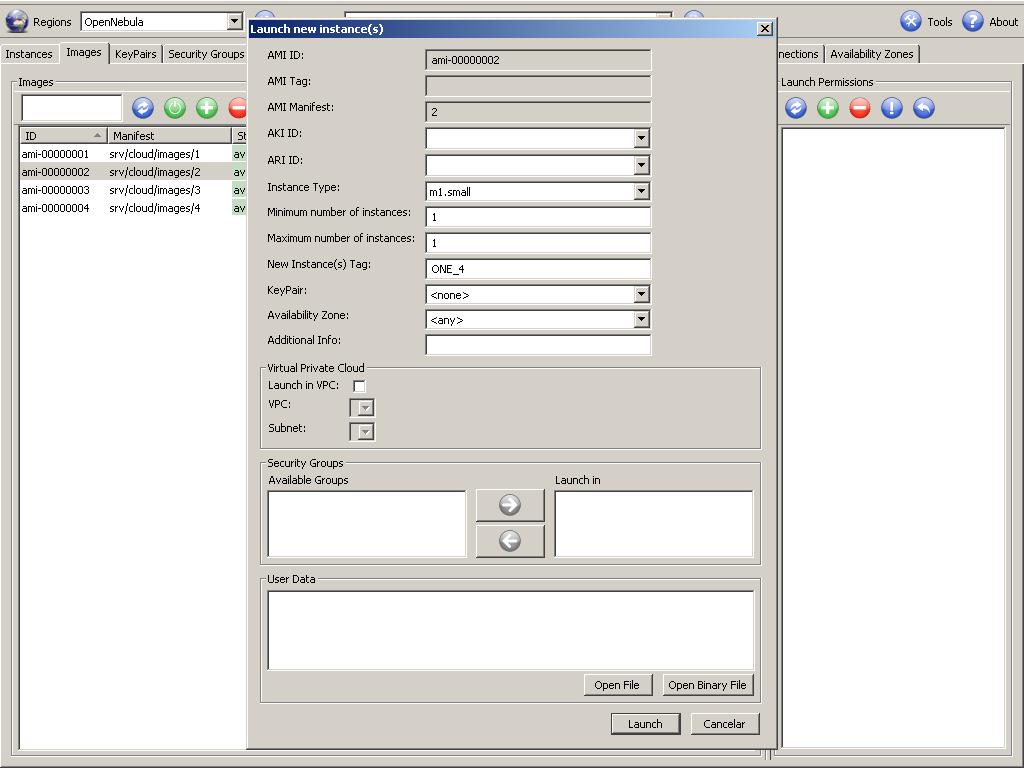 Regions OpenNebula Tools About
Instances Images KeyPairs Security Groups nections Availability Zones
Images
ID Manifest St
ami-00000001 srv/cloud/images/1 av
ami-00000002 srv/cloud/images/2 av
ami-00000003 srv/cloud/images/3 av
ami-00000004 srv/cloud/images/4 av
Launch new instance(s)
AMI ID: ami-00000002
AMI Tag:
AMI Manifest: 2
AKI ID:
ARI ID:
Instance Type: m1.small
Minimum number of instances: 1
Maximum number of instances: 1
New Instance(s) Tag: ONE_4
KeyPair: <none>
Availability Zone: <any>
Additional Info:
Virtual Private Cloud
Launch in VPC:
VPC:
Subnet:
Security Groups
Available Groups Launch in
User Data
Open File Open Binary File
Launch Cancelar
Launch Permissions